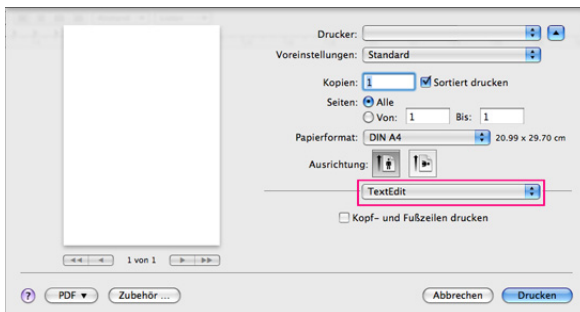 Drucker:
Voreinstellungen: Standard
Kopien: 1 Sortiert drucken
Seiten: Alle
Von: 1 Bis: 1
Papierformat: DIN A4 20.99 x 29.70 cm
Ausrichtung:
TextEdit
Kopf- und Fußzeilen drucken
1 von 1
? PDF Zubehör ... Abbrechen Drucken